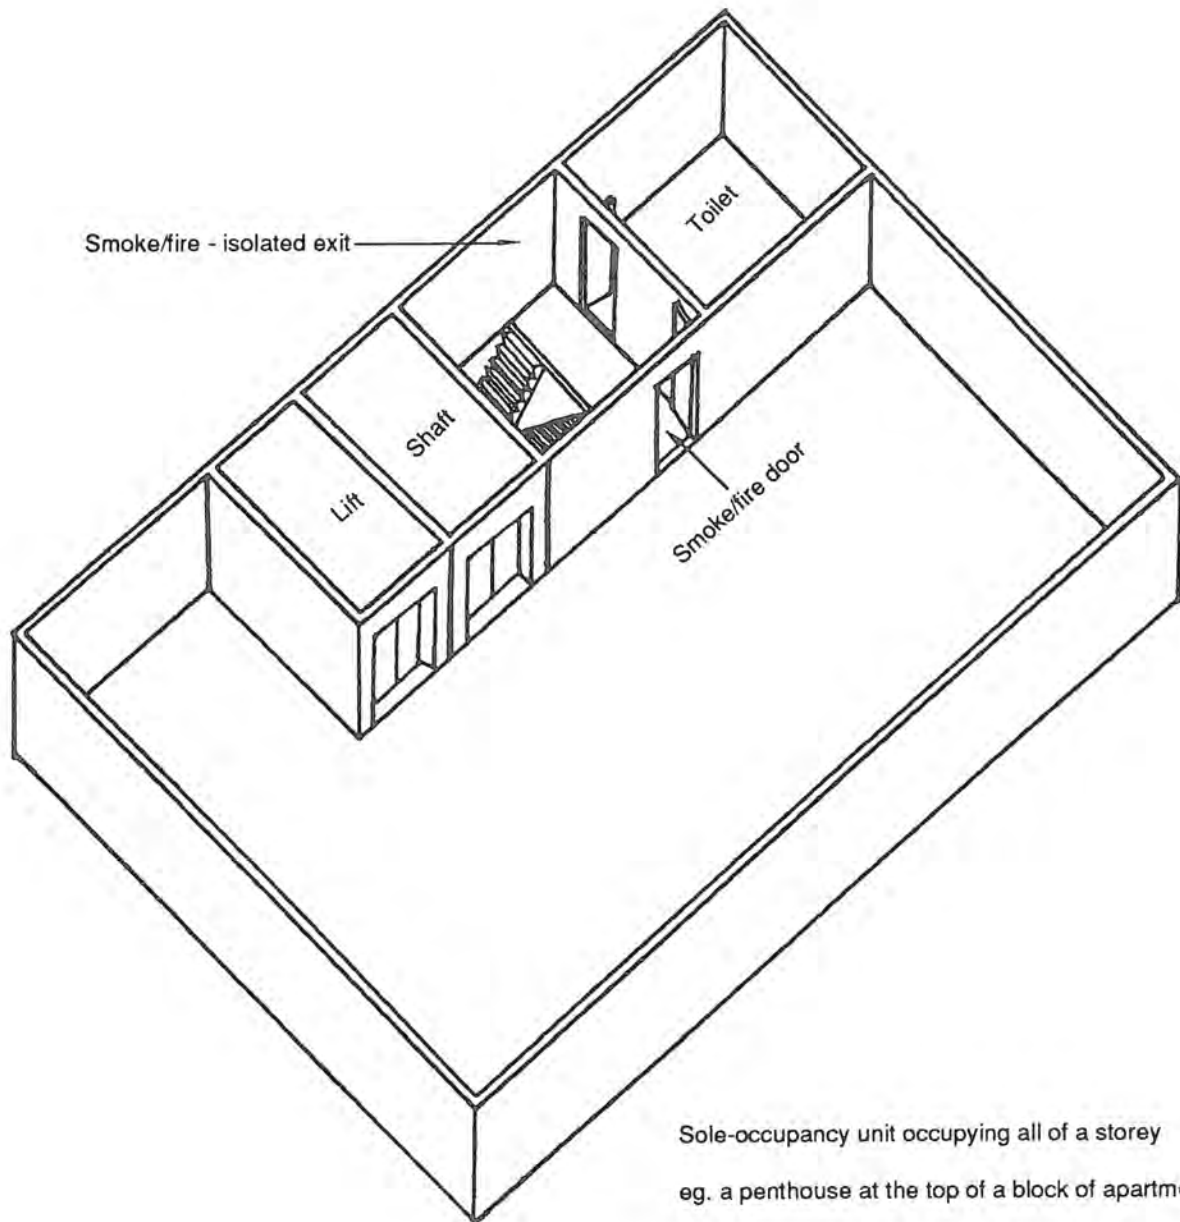 Smoke/fire - isolated exit
Toilet
Shaft
Lift
Smoke/fire door
Sole-occupancy unit occupying all of a storey
eg. a penthouse at the top of a block of